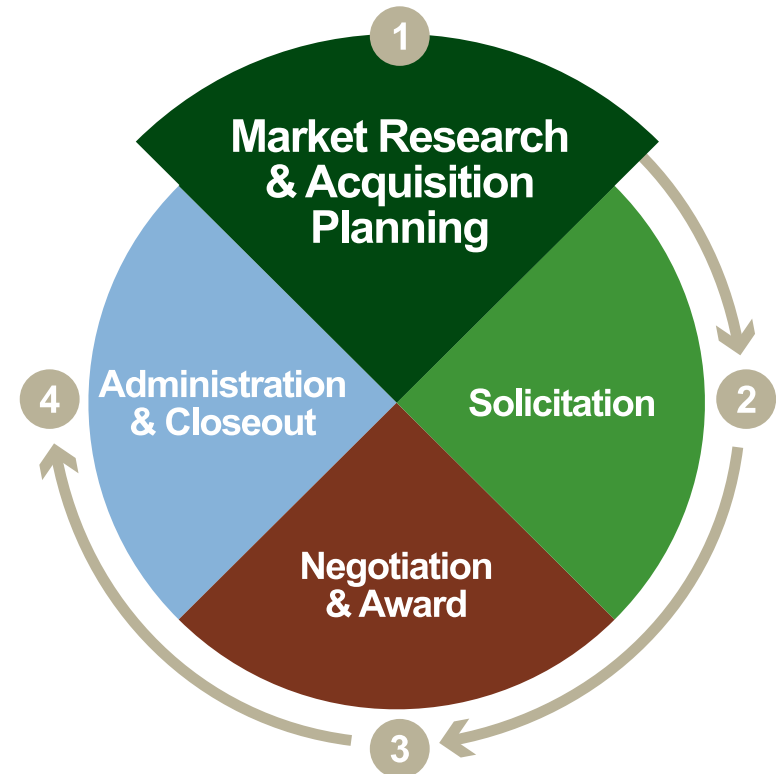 1
Market Research
& Acquisition
Planning
2
Solicitation
3
Negotiation
& Award
4
Administration
& Closeout